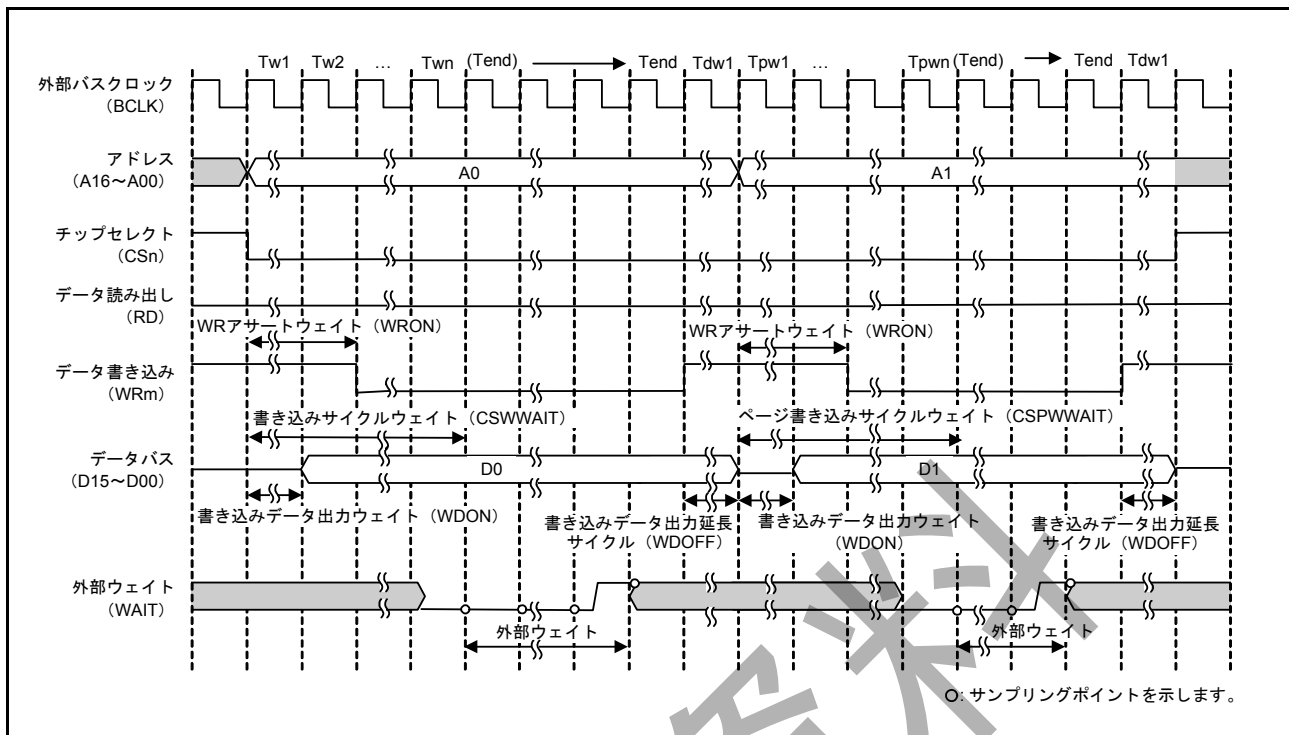 Tw1 Tw2 … Twn (Tend) Tend Tdw1 Tpw1 … Tpwn (Tend) Tend Tdw1
外部バスクロック
(BCLK)
アドレス
(A16~A00)
A0 A1
チップセレクト
(CSn)
データ読み出し
(RD)
WRアサートウェイト(WRON) WRアサートウェイト(WRON)
データ書き込み
(WRm)
書き込みサイクルウェイト(CSWWAIT) ページ書き込みサイクルウェイト(CSPWWAIT)
データバス
(D15~D00)
D0 D1
書き込みデータ出力ウェイト(WDON) 書き込みデータ出力延長 書き込みデータ出力ウェイト 書き込みデータ出力延長
サイクル(WDOFF) (WDON) サイクル(WDOFF)
外部ウェイト
(WAIT)
外部ウェイト 外部ウェイト
O: サンプリングポイントを示します。